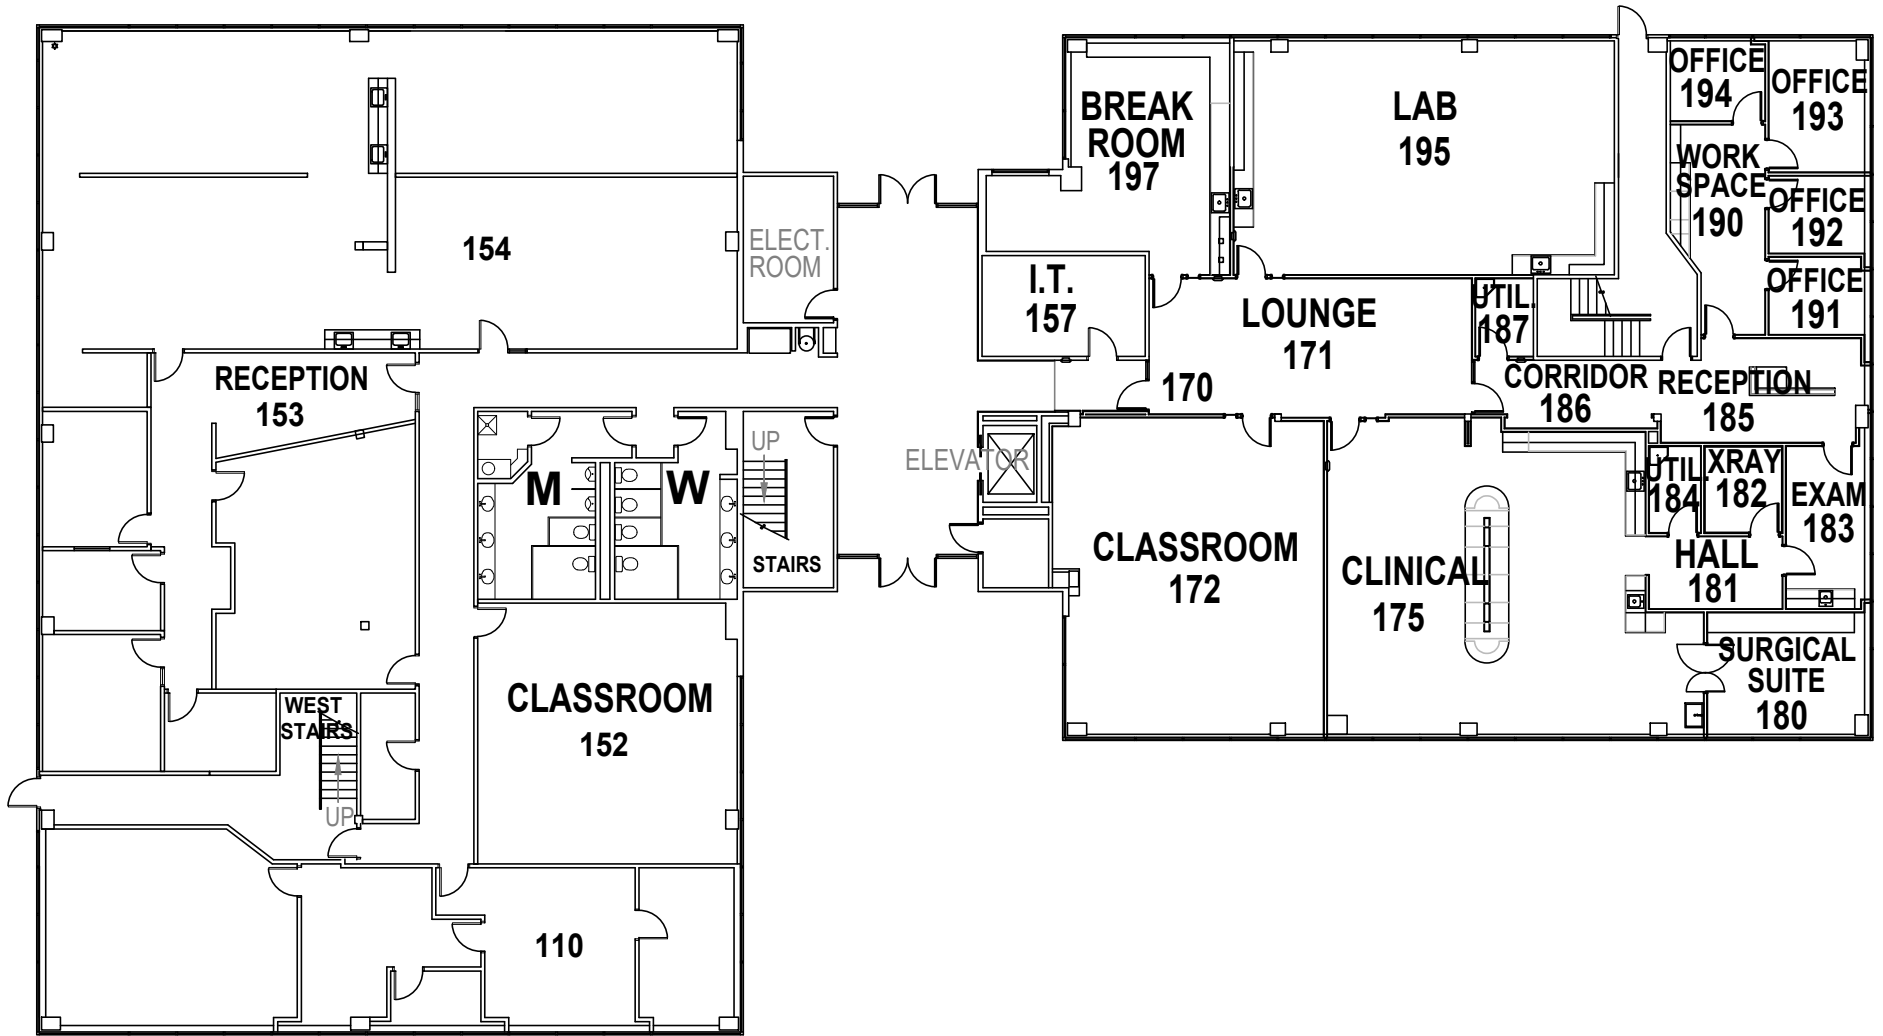 154
RECEPTION
153
ELECT.
ROOM
M
W
UP
STAIRS
CLASSROOM
152
WEST
STAIRS
UP
110
ELEVATOR
BREAK
ROOM
197
I.T.
157
LAB
195
LOUNGE
171
170
UTIL.
187
CORRIDOR
186
RECEPTION
185
OFFICE
194
OFFICE
193
WORK
SPACE
190
OFFICE
192
OFFICE
191
CLASSROOM
172
CLINICAL
175
UTIL.
184
XRAY
182
EXAM
183
HALL
181
SURGICAL
SUITE
180